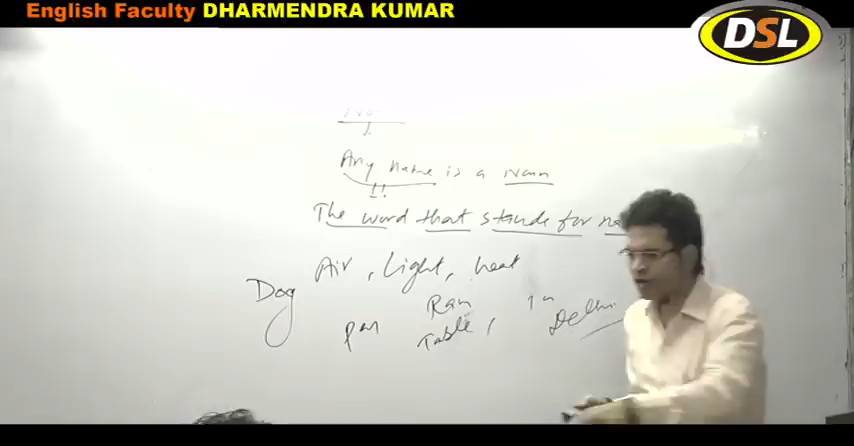 English Faculty DHARMENDRA KUMAR
DSL
Any name is a noun
The word that stands for
Air, Light, heat
Dog
Ram
Pen Table,
Delhi